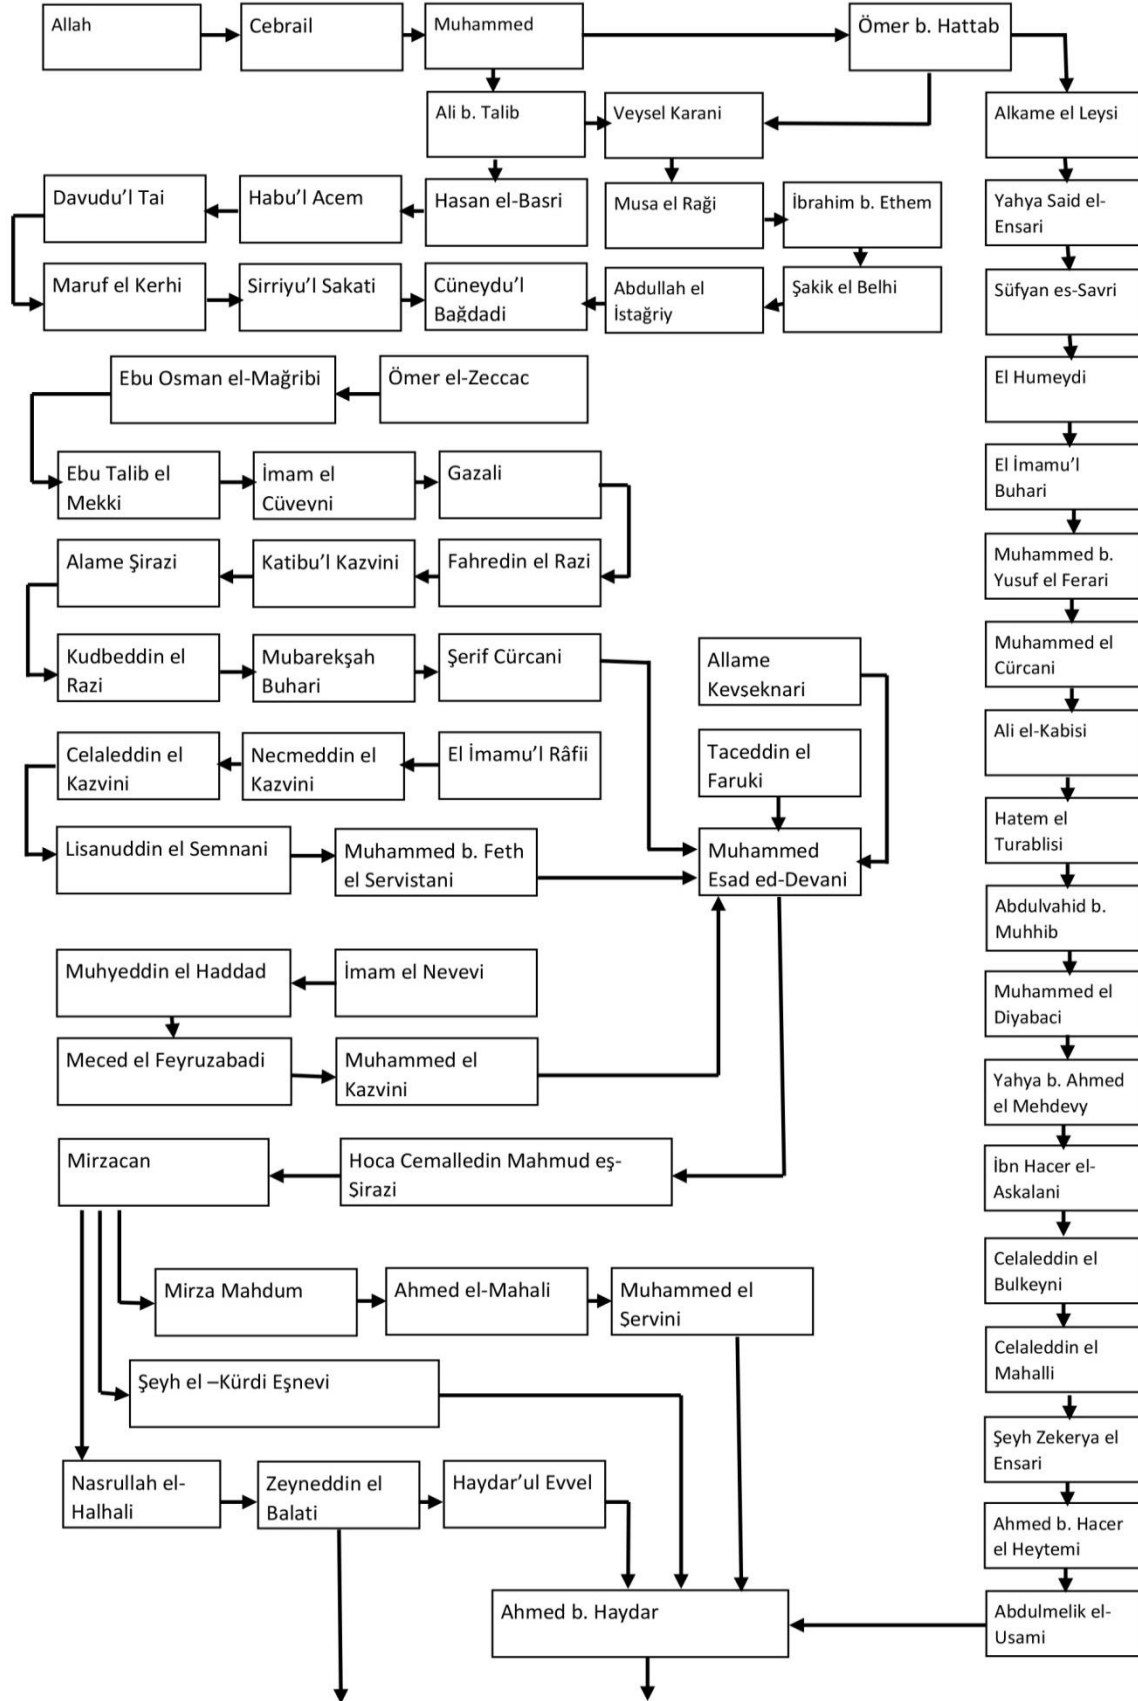 Allah
Cebrail
Muhammed
Ömer b. Hattab
Ali b. Talib
Veysel Karani
Alkame el Leysi
Davudu’l Tai
Habu’l Acem
Hasan el-Basri
Musa el Raği
İbrahim b. Ethem
Yahya Said el-
Ensari
Maruf el Kerhi
Sirriyu’l Sakati
Cüneydu’l
Bağdadi
Abdullah el
İstağriy
Şakik el Belhi
Süfyan es-Savri
Ebu Osman el-Mağribi
Ömer el-Zeccac
El Humeydi
Ebu Talib el
Mekki
İmam el
Cüveyni
Gazali
El İmamu’l
Buhari
Alame Şirazi
Katibu’l Kazvini
Fahredin el Razi
Muhammed b.
Yusuf el Ferari
Kudbeddin el
Razi
Mubarekşah
Buhari
Şerif Cürcani
Allame
Kevseknari
Muhammed el
Cürcani
Celaleddin el
Kazvini
Necmeddin el
Kazvini
El İmamu’l Râfii
Taceddin el
Faruki
Ali el-Kabisi
Lisanuddin el Semnani
Muhammed b. Feth
el Servistani
Muhammed
Esad ed-Devani
Hatem el
Turablisi
Abdulvahid b.
Muhhib
Muhyeddin el Haddad
İmam el Nevevi
Muhammed el
Diyabaci
Meced el Feyruzabadi
Muhammed el
Kazvini
Yahya b. Ahmed
el Mehdevy
Mirzacan
Hoca Cemalledin Mahmud eş-
Şirazi
İbn Hacer el-
Askalani
Mirza Mahdum
Ahmed el-Mahali
Muhammed el
Şervini
Celaleddin el
Bulkeyni
Şeyh el –Kürdi Eşnevi
Celaleddin el
Mahalli
Nasrullah el-
Halhali
Zeyneddin el
Balati
Haydar’ul Evvel
Şeyh Zekerya el
Ensari
Ahmed b. Hacer
el Heytemi
Ahmed b. Haydar
Abdulmelik el-
Usami